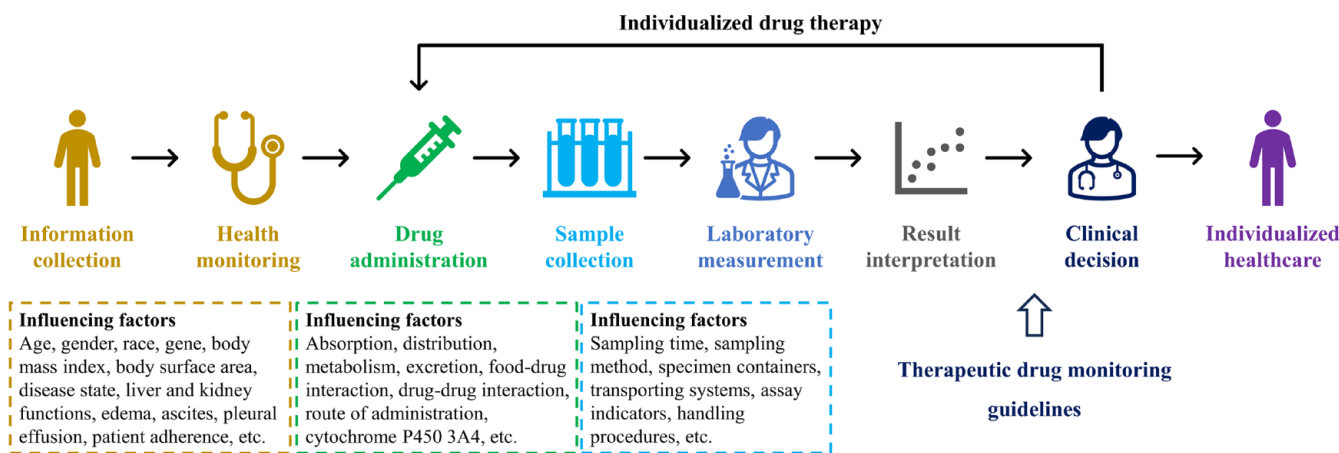 Individualized drug therapy
Information
collection
Health
monitoring
Drug
administration
Sample
collection
Laboratory
measurement
Result
interpretation
Clinical
decision
Individualized
healthcare
Influencing factors
Age, gender, race, gene, body
mass index, body surface area,
disease state, liver and kidney
functions, edema, ascites, pleural
effusion, patient adherence, etc.
Influencing factors
Absorption, distribution,
metabolism, excretion, food-drug
interaction, drug-drug interaction,
route of administration,
cytochrome P450 3A4, etc.
Influencing factors
Sampling time, sampling
method, specimen containers,
transporting systems, assay
indicators, handling
procedures, etc.
Therapeutic drug monitoring
guidelines